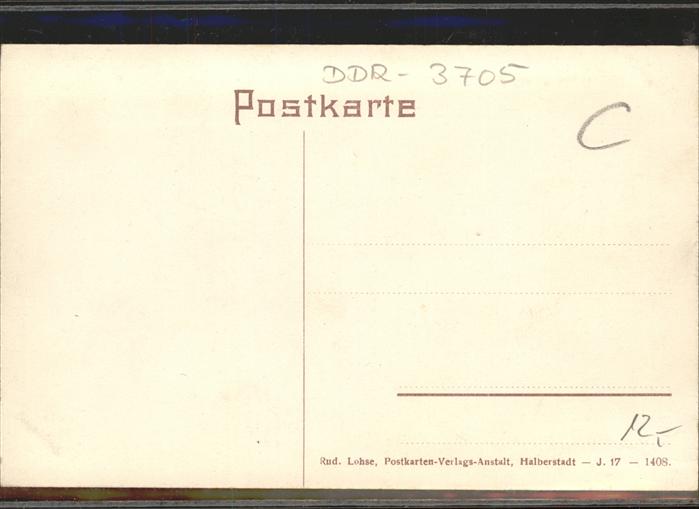 DDR - 3705
Postkarte
C
12,-
Rud. Lohse, Postkarten-Verlags-Anstalt, Halberstadt — J. 17 — 1408.